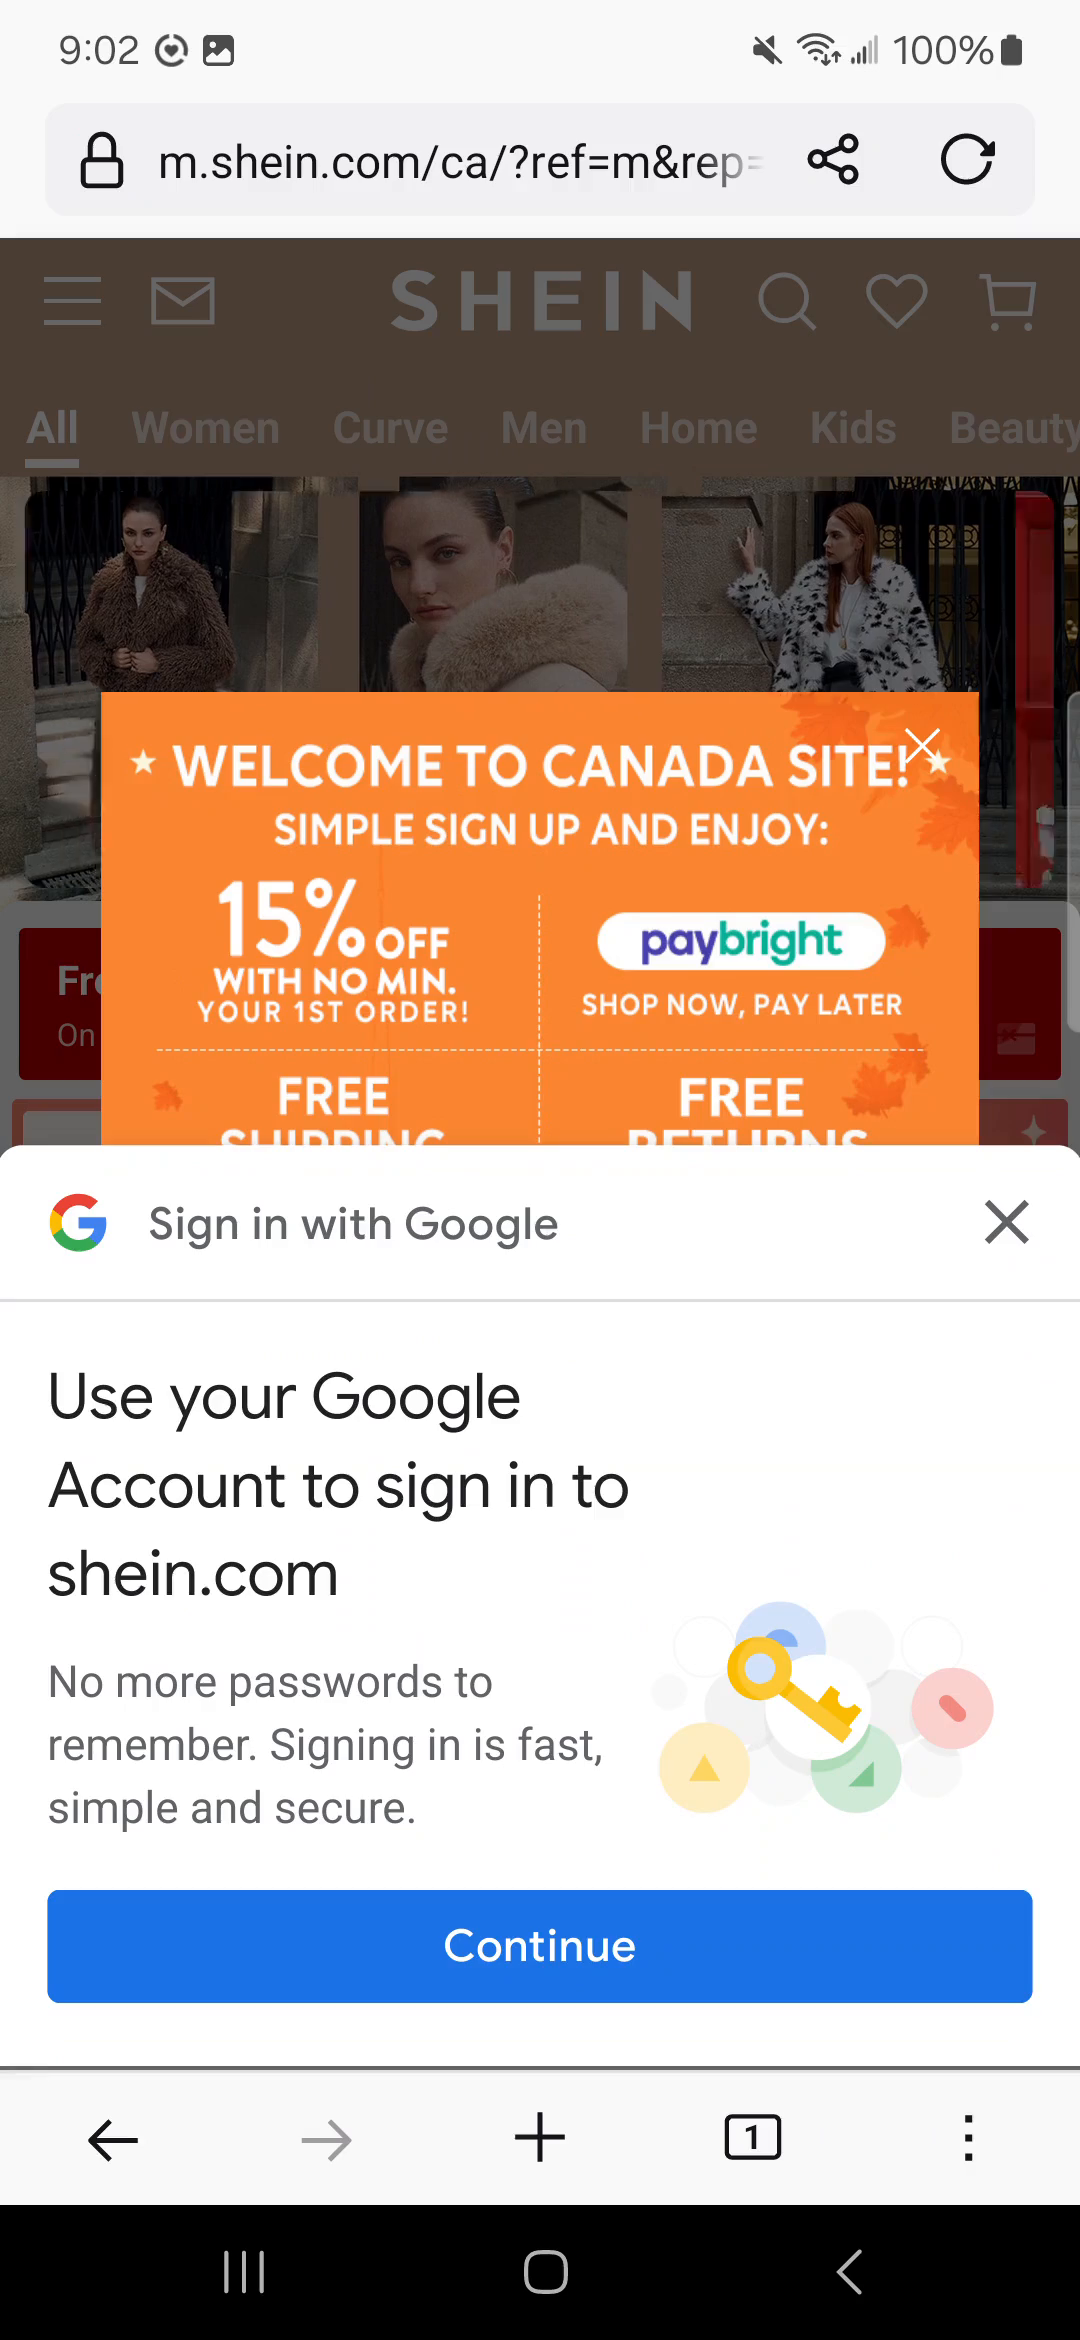 9:02
100%
m.shein.com/ca/?ref=m&rep=
SHEIN
All Women Curve Men Home Kids Beauty
WELCOME TO CANADA SITE!
SIMPLE SIGN UP AND ENJOY:
15% OFF
WITH NO MIN.
YOUR 1ST ORDER!
paybright
SHOP NOW, PAY LATER
Fre
On
FREE
SHIPPING
FREE
RETURNS
Sign in with Google
Use your Google
Account to sign in to
shein.com
No more passwords to
remember. Signing in is fast,
simple and secure.
Continue
1